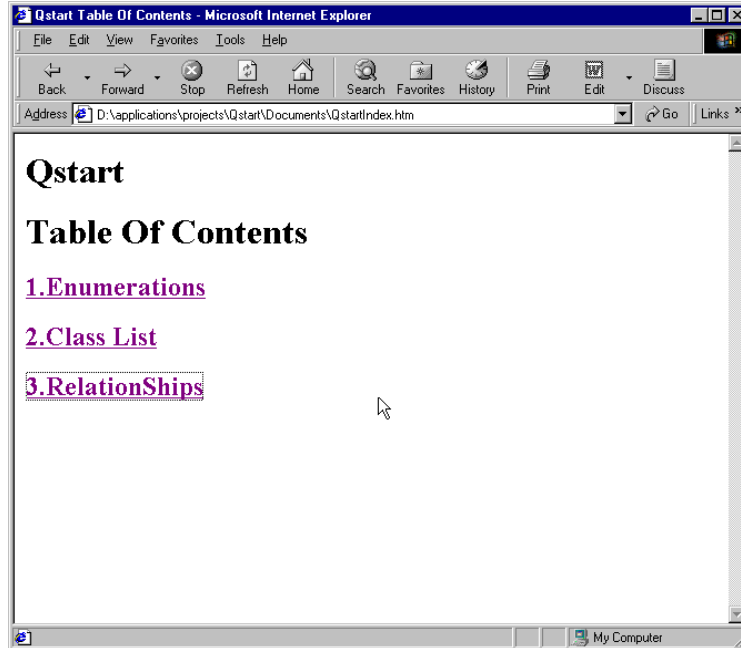 Qstart Table Of Contents - Microsoft Internet Explorer
File Edit View Favorites Tools Help
Back Forward Stop Refresh Home Search Favorites History Print Edit Discuss
Address D:\applications\projects\Qstart\Documents\QstartIndex.htm Go Links »
Qstart
Table Of Contents
1.Enumerations
2.Class List
3.RelationShips
My Computer